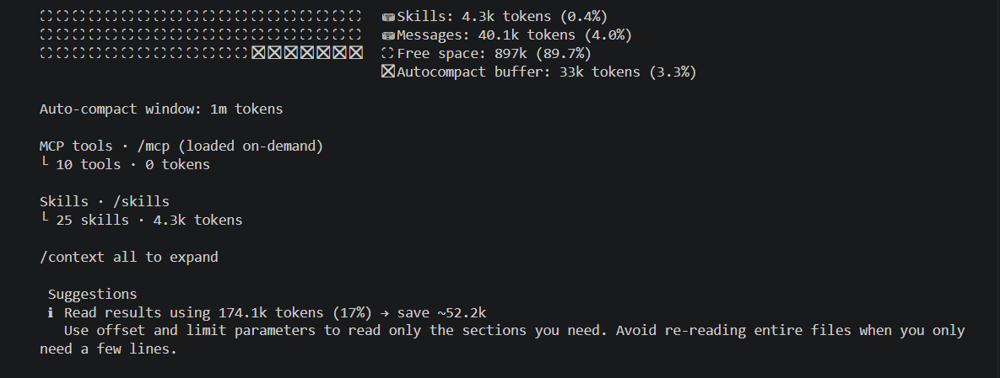 Skills: 4.3k tokens (0.4%)
Messages: 40.1k tokens (4.0%)
Free space: 897k (89.7%)
Autocompact buffer: 33k tokens (3.3%)
Auto-compact window: 1m tokens
MCP tools · /mcp (loaded on-demand)
└ 10 tools · 0 tokens
Skills · /skills
└ 25 skills · 4.3k tokens
/context all to expand
Suggestions
ℹ Read results using 174.1k tokens (17%) → save ~52.2k
Use offset and limit parameters to read only the sections you need. Avoid re-reading entire files when you only
need a few lines.